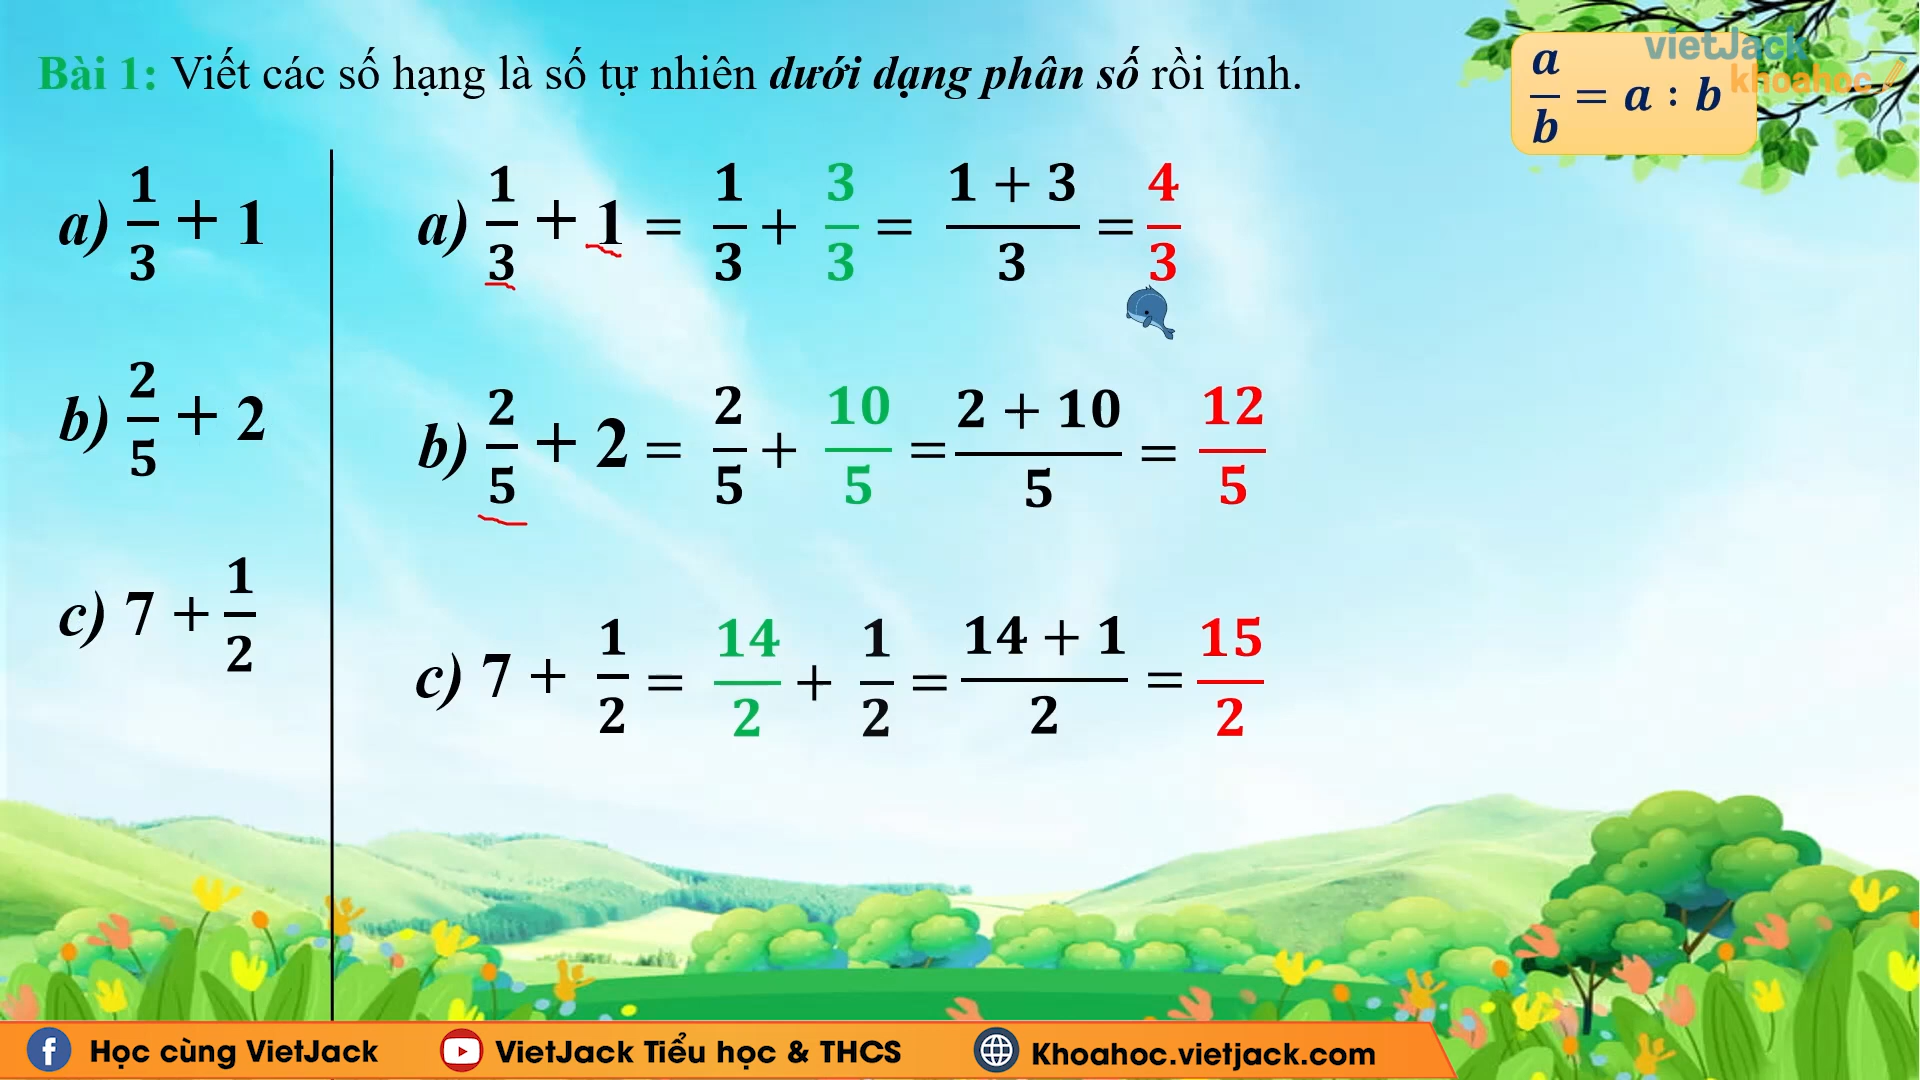 Bài 1: Viết các số hạng là số tự nhiên dưới dạng phân số rồi tính.
vietJack
khoahoc
a/b = a : b
a) 1/3 + 1
a) 1/3 + 1 = 1/3 + 3/3 = (1 + 3)/3 = 4/3
b) 2/5 + 2
b) 2/5 + 2 = 2/5 + 10/5 = (2 + 10)/5 = 12/5
c) 7 + 1/2
c) 7 + 1/2 = 14/2 + 1/2 = (14 + 1)/2 = 15/2
Học cùng VietJack
VietJack Tiểu học & THCS
Khoahoc.vietjack.com